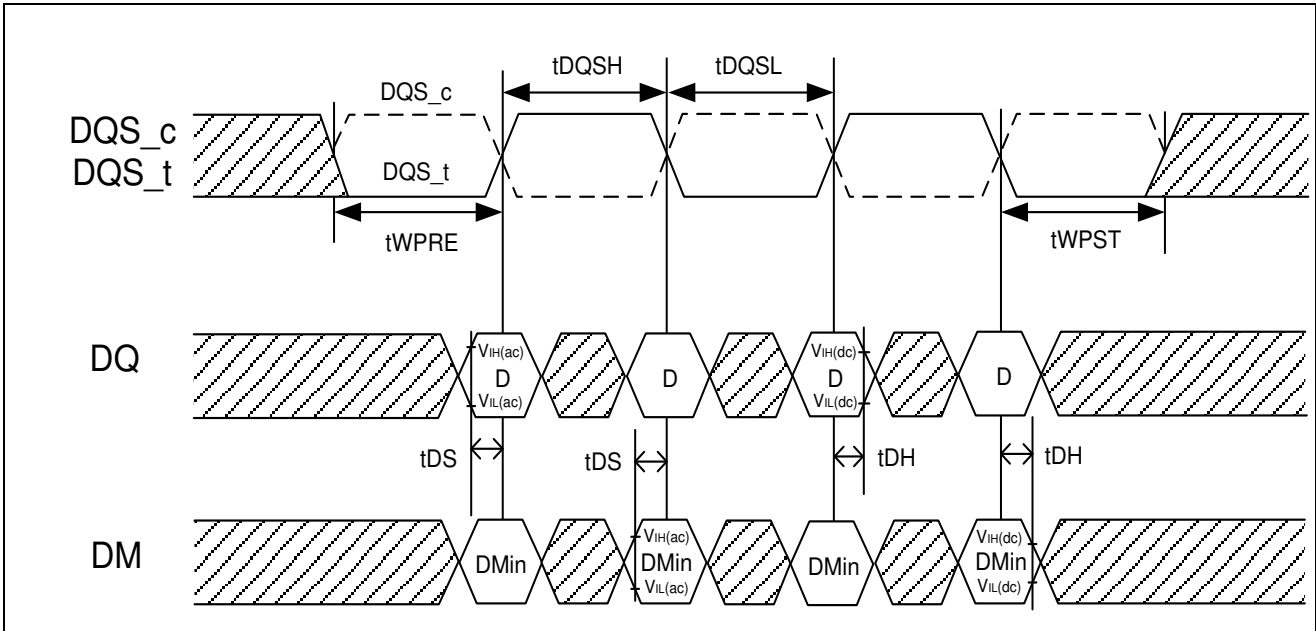 tDQSH
tDQSL
DQS_c
DQS_c
DQS_t
DQS_t
tWPRE
tWPST
DQ
VIH(ac)
D
VIL(ac)
D
VIH(dc)
D
VIL(dc)
D
tDS
tDS
tDH
tDH
DM
DMin
VIH(ac)
DMin
VIL(ac)
DMin
VIH(dc)
DMin
VIL(dc)